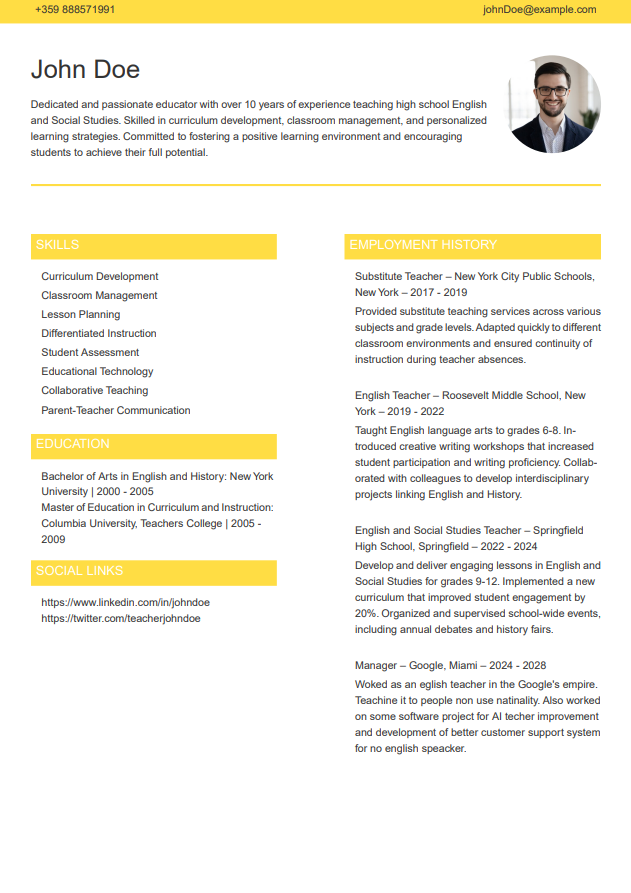 +359 888571991
johnDoe@example.com
John Doe
Dedicated and passionate educator with over 10 years of experience teaching high school English
and Social Studies. Skilled in curriculum development, classroom management, and personalized
learning strategies. Committed to fostering a positive learning environment and encouraging
students to achieve their full potential.
SKILLS
Curriculum Development
Classroom Management
Lesson Planning
Differentiated Instruction
Student Assessment
Educational Technology
Collaborative Teaching
Parent-Teacher Communication
EDUCATION
Bachelor of Arts in English and History: New York
University | 2000 - 2005
Master of Education in Curriculum and Instruction:
Columbia University, Teachers College | 2005 -
2009
SOCIAL LINKS
https://www.linkedin.com/in/johndoe
https://twitter.com/teacherjohndoe
EMPLOYMENT HISTORY
Substitute Teacher – New York City Public Schools,
New York – 2017 - 2019
Provided substitute teaching services across various
subjects and grade levels. Adapted quickly to different
classroom environments and ensured continuity of
instruction during teacher absences.
English Teacher – Roosevelt Middle School, New
York – 2019 - 2022
Taught English language arts to grades 6-8. In-
troduced creative writing workshops that increased
student participation and writing proficiency. Collab-
orated with colleagues to develop interdisciplinary
projects linking English and History.
English and Social Studies Teacher – Springfield
High School, Springfield – 2022 - 2024
Develop and deliver engaging lessons in English and
Social Studies for grades 9-12. Implemented a new
curriculum that improved student engagement by
20%. Organized and supervised school-wide events,
including annual debates and history fairs.
Manager – Google, Miami – 2024 - 2028
Woked as an eglish teacher in the Google's empire.
Teachine it to people non use natinality. Also worked
on some software project for AI techer improvement
and development of better customer support system
for no english speacker.